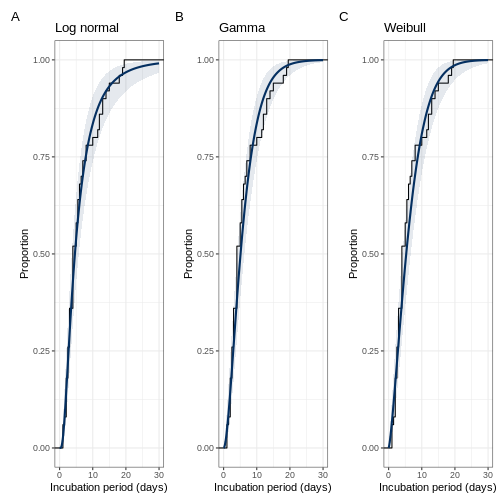 A
Log normal
1.00
0.75
0.50
0.25
0.00
Proportion
0 10 20 30
Incubation period (days)
B
Gamma
1.00
0.75
0.50
0.25
0.00
Proportion
0 10 20 30
Incubation period (days)
C
Weibull
1.00
0.75
0.50
0.25
0.00
Proportion
0 10 20 30
Incubation period (days)